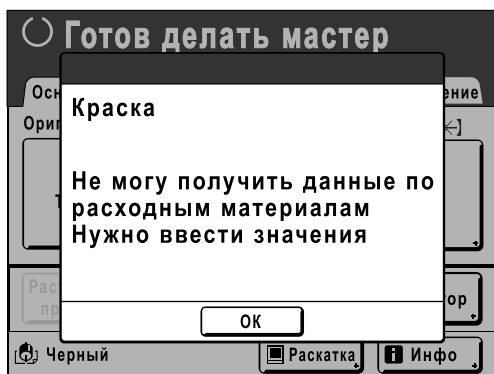 Готов делать мастер
Краска
Не могу получить данные по
расходным материалам
Нужно ввести значения
OK
Черный
Раскатка
Инфо